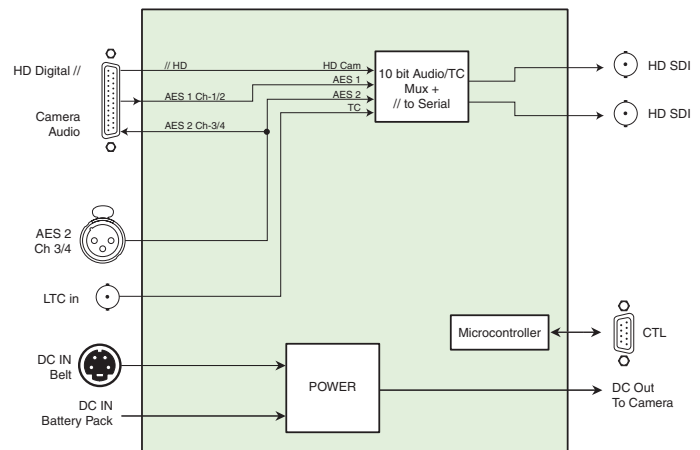 HD Digital //
// HD
HD Cam
AES 1
AES 2
TC
AES 1 Ch-1/2
AES 2 Ch-3/4
Camera
Audio
10 bit Audio/TC
Mux +
// to Serial
HD SDI
HD SDI
AES 2
Ch 3/4
LTC in
Microcontroller
CTL
DC IN
Belt
DC IN
Battery Pack
POWER
DC Out
To Camera